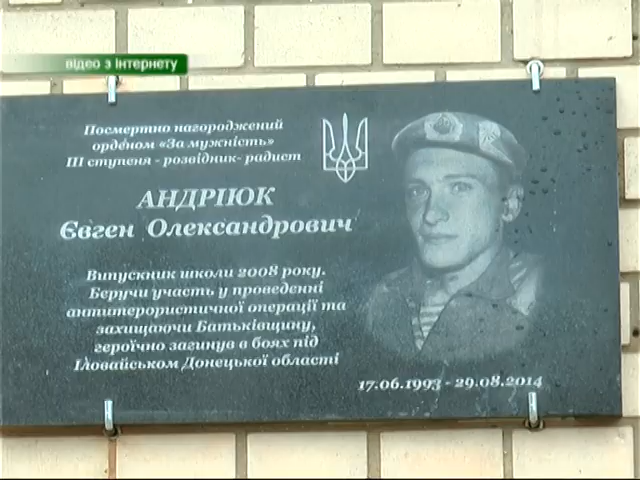 відео з інтернету
Посмертно нагороджений
орденом «За мужність»
ІІІ ступеня - розвідник- радист
АНДРІЮК
Євген Олександрович
Випускник школи 2008 року.
Беручи участь у проведенні
антитерористичної операції та
захищаючи Батьківщину,
героїчно загинув в боях під
Іловайськом Донецької області
17.06.1993 - 29.08.2014